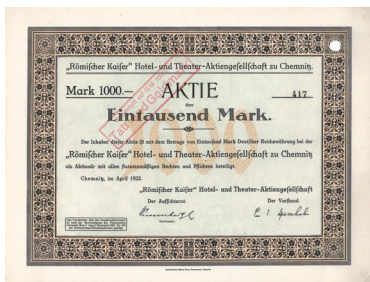 „Römischer Kaiser" Hotel- und Theater-Aktiengesellschaft zu Chemnitz.
Mark 1000.— AKTIE 417
über
Eintausend Mark.
Der Inhaber dieser Aktie ist mit dem Betrage von Eintausend Mark Deutscher Reichswährung bei der
„Römischer Kaiser" Hotel- und Theater-Aktiengesellschaft zu Chemnitz
als Aktionär mit allen statutenmäßigen Rechten und Pflichten beteiligt.
Chemnitz, im April 1922.
„Römischer Kaiser" Hotel- und Theater-Aktiengesellschaft
Der Aufsichtsrat. Der Vorstand.